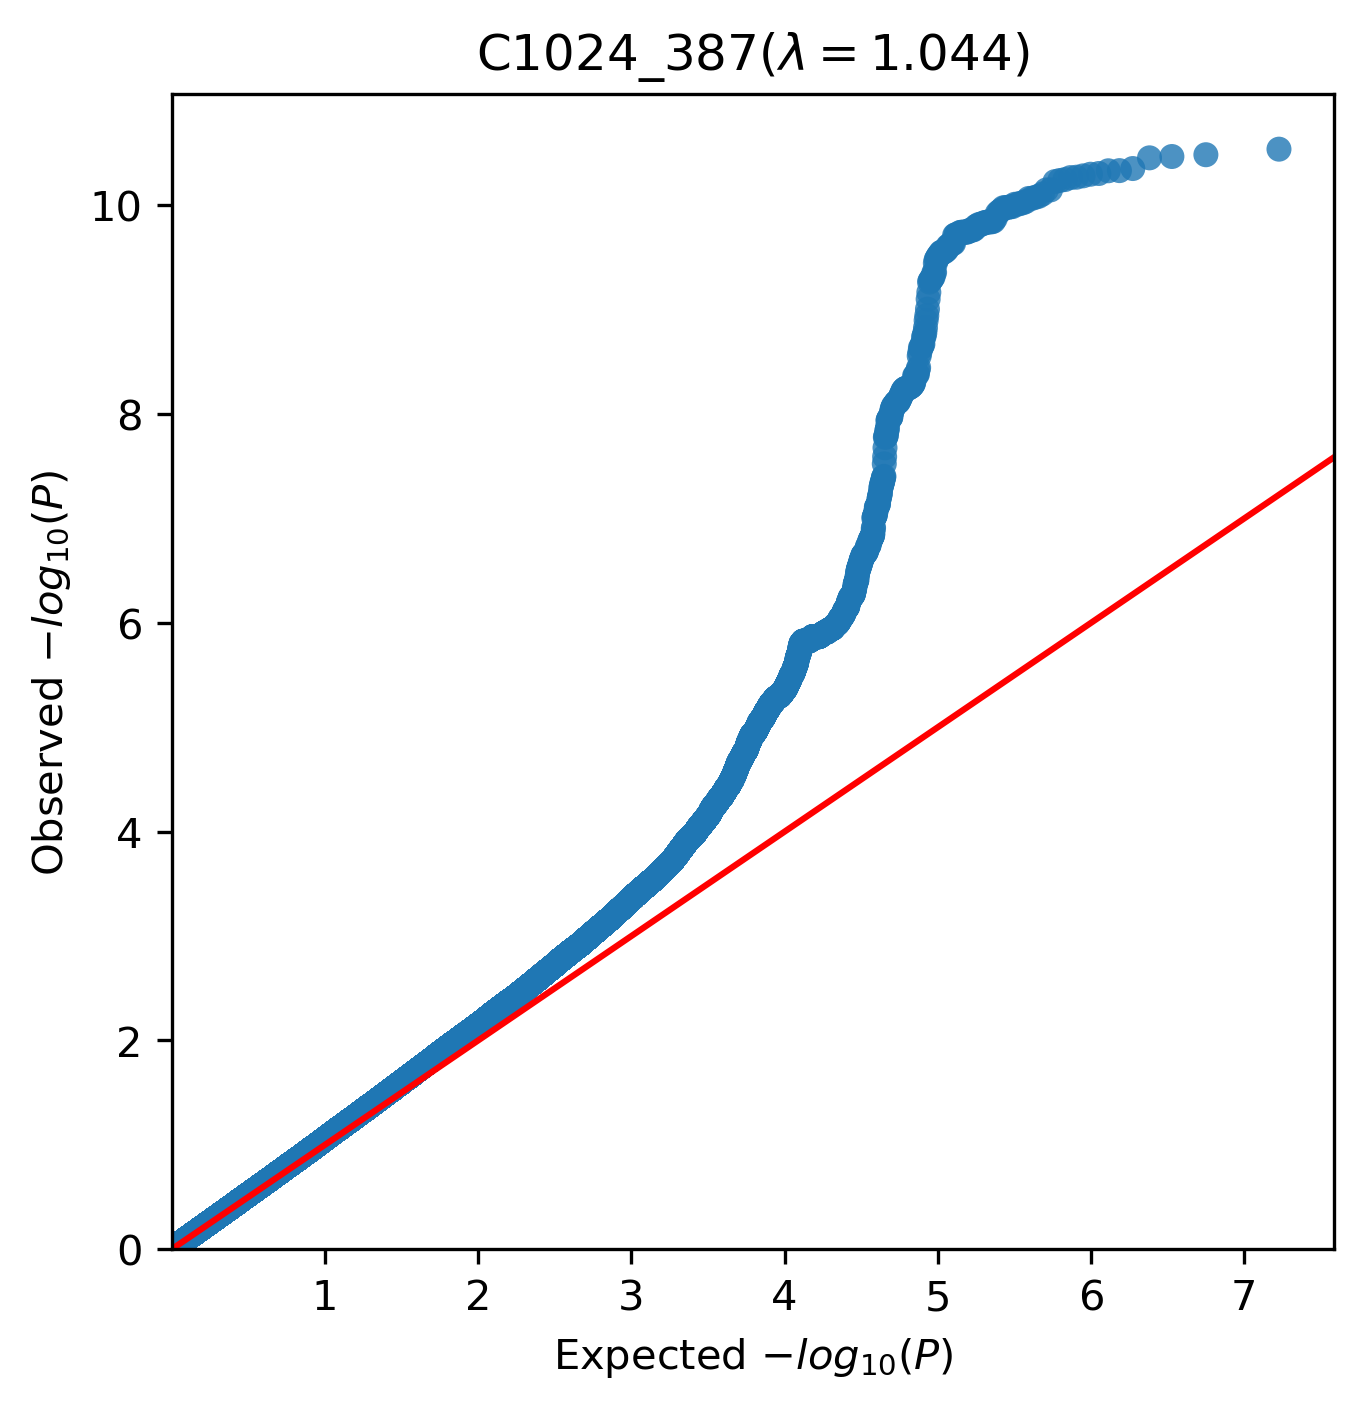 C1024_387(λ = 1.044)
Observed −log₁₀(P)
10
8
6
4
2
0
1 2 3 4 5 6 7
Expected −log₁₀(P)